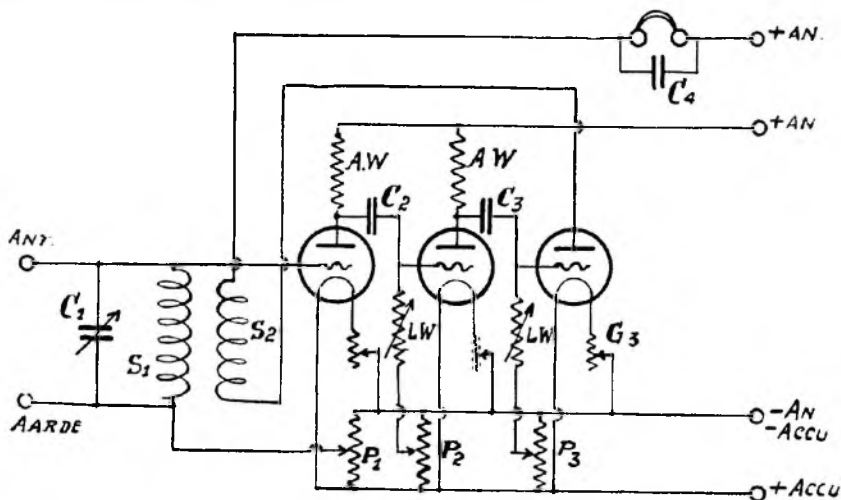 +AN.
C4
+AN
A.W
A.W
C2
C3
ANT.
C1
S1
S2
LW
LW
G3
AARDE
P1
P2
P3
-AN
-ACCU
+ACCU